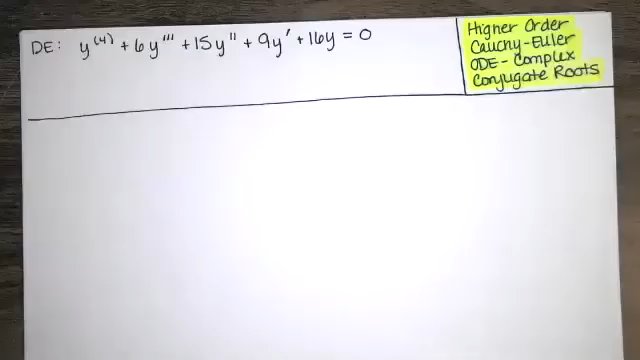 DE: y⁽⁴⁾ + 6y''' + 15y'' + 9y' + 16y = 0
Higher Order
Cauchy-Euler
ODE - Complex
Conjugate Roots